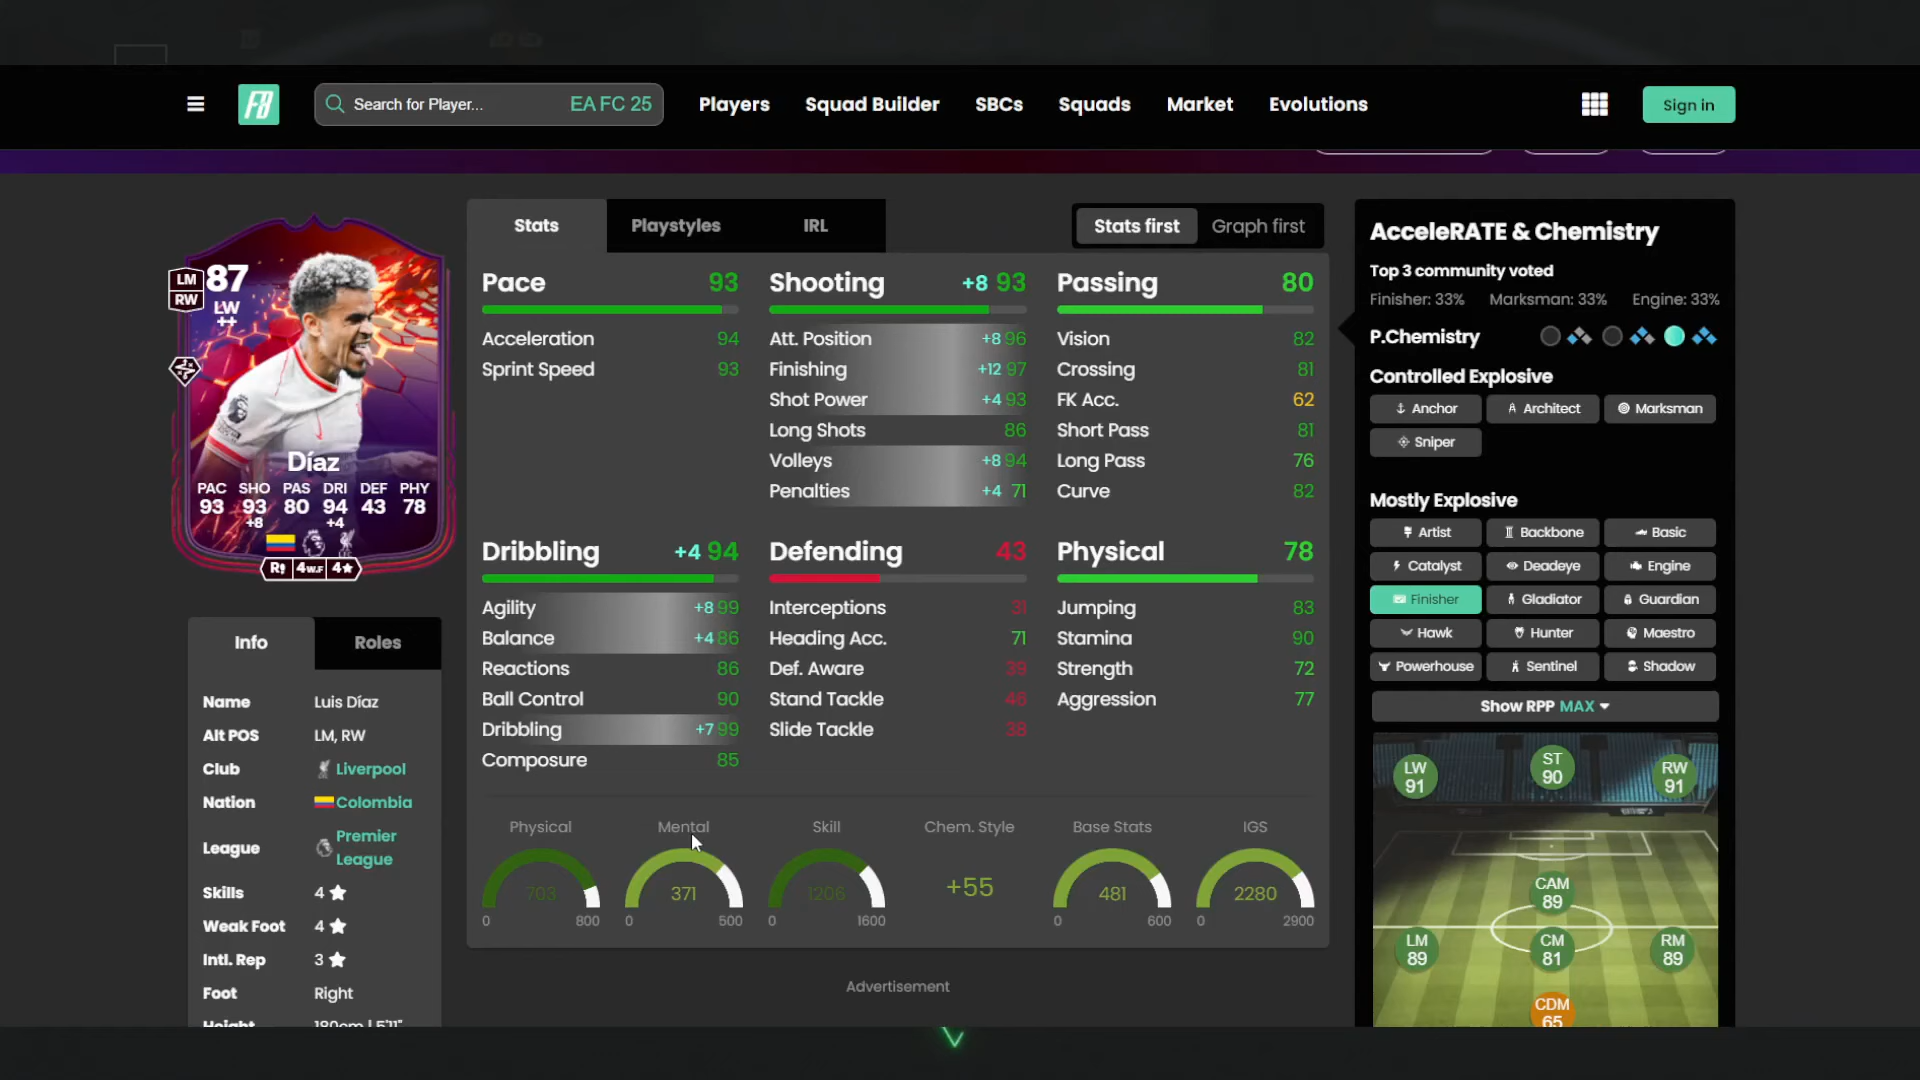 Search for Player...
EA FC 25
Players
Squad Builder
SBCs
Squads
Market
Evolutions
Sign in
LM
RW
87
LW
++
Díaz
PAC SHO PAS DRI DEF PHY
93 93 80 94 43 78
+8 +4
4W.F 4★
Stats
Playstyles
IRL
Stats first
Graph first
Pace 93
Acceleration 94
Sprint Speed 93
Shooting +8 93
Att. Position +8 96
Finishing +12 97
Shot Power +4 93
Long Shots 86
Volleys +8 94
Penalties +4 71
Passing 80
Vision 82
Crossing 81
FK Acc. 62
Short Pass 81
Long Pass 76
Curve 82
Dribbling +4 94
Agility +8 99
Balance +4 86
Reactions 86
Ball Control 90
Dribbling +7 99
Composure 85
Defending 43
Interceptions 31
Heading Acc. 71
Def. Aware 39
Stand Tackle 46
Slide Tackle 38
Physical 78
Jumping 83
Stamina 90
Strength 72
Aggression 77
Physical
703
0 800
Mental
371
0 500
Skill
1206
0 1600
Chem. Style
+55
Base Stats
481
0 600
IGS
2280
0 2900
Advertisement
Info
Roles
Name Luis Díaz
Alt POS LM, RW
Club Liverpool
Nation Colombia
League Premier
League
Skills 4 ★
Weak Foot 4 ★
Intl. Rep 3 ★
Foot Right
Height 180cm | 5'11"
AcceleRATE & Chemistry
Top 3 community voted
Finisher: 33% Marksman: 33% Engine: 33%
P.Chemistry
Controlled Explosive
Anchor Architect Marksman
Sniper
Mostly Explosive
Artist Backbone Basic
Catalyst Deadeye Engine
Finisher Gladiator Guardian
Hawk Hunter Maestro
Powerhouse Sentinel Shadow
Show RPP MAX
LW
91
ST
90
RW
91
CAM
89
LM
89
CM
81
RM
89
CDM
65